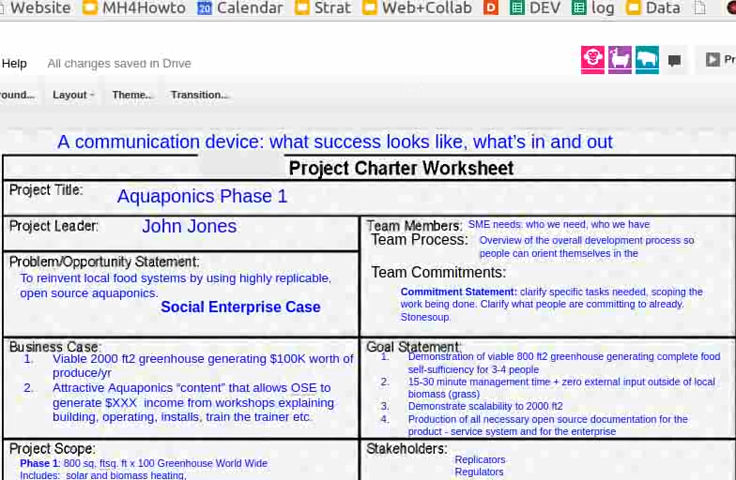 Website MH4Howto 20 Calendar Strat Web+Collab D DEV log Data
Help All changes saved in Drive Pr
ound... Layout Theme... Transition...
A communication device: what success looks like, what's in and out
Project Charter Worksheet
Project Title: Aquaponics Phase 1
Project Leader: John Jones
Problem/Opportunity Statement:
To reinvent local food systems by using highly replicable,
open source aquaponics.
Social Enterprise Case
Team Members: SME needs: who we need, who we have
Team Process: Overview of the overall development process so
people can orient themselves in the
Team Commitments:
Commitment Statement: clarify specific tasks needed, scoping the
work being done. Clarify what people are committing to already.
Stonesoup.
Business Case:
1. Viable 2000 ft2 greenhouse generating $100K worth of
produce/yr
2. Attractive Aquaponics “content” that allows OSE to
generate $XXX income from workshops explaining
building, operating, installs, train the trainer etc.
Goal Statement:
1. Demonstration of viable 800 ft2 greenhouse generating complete food
self-sufficiency for 3-4 people
2. 15-30 minute management time + zero external input outside of local
biomass (grass)
3. Demonstrate scalability to 2000 ft2
4. Production of all necessary open source documentation for the
product - service system and for the enterprise
Project Scope:
Phase 1: 800 sq. ftsq. ft x 100 Greenhouse World Wide
Includes: solar and biomass heating,
Stakeholders:
Replicators
Regulators